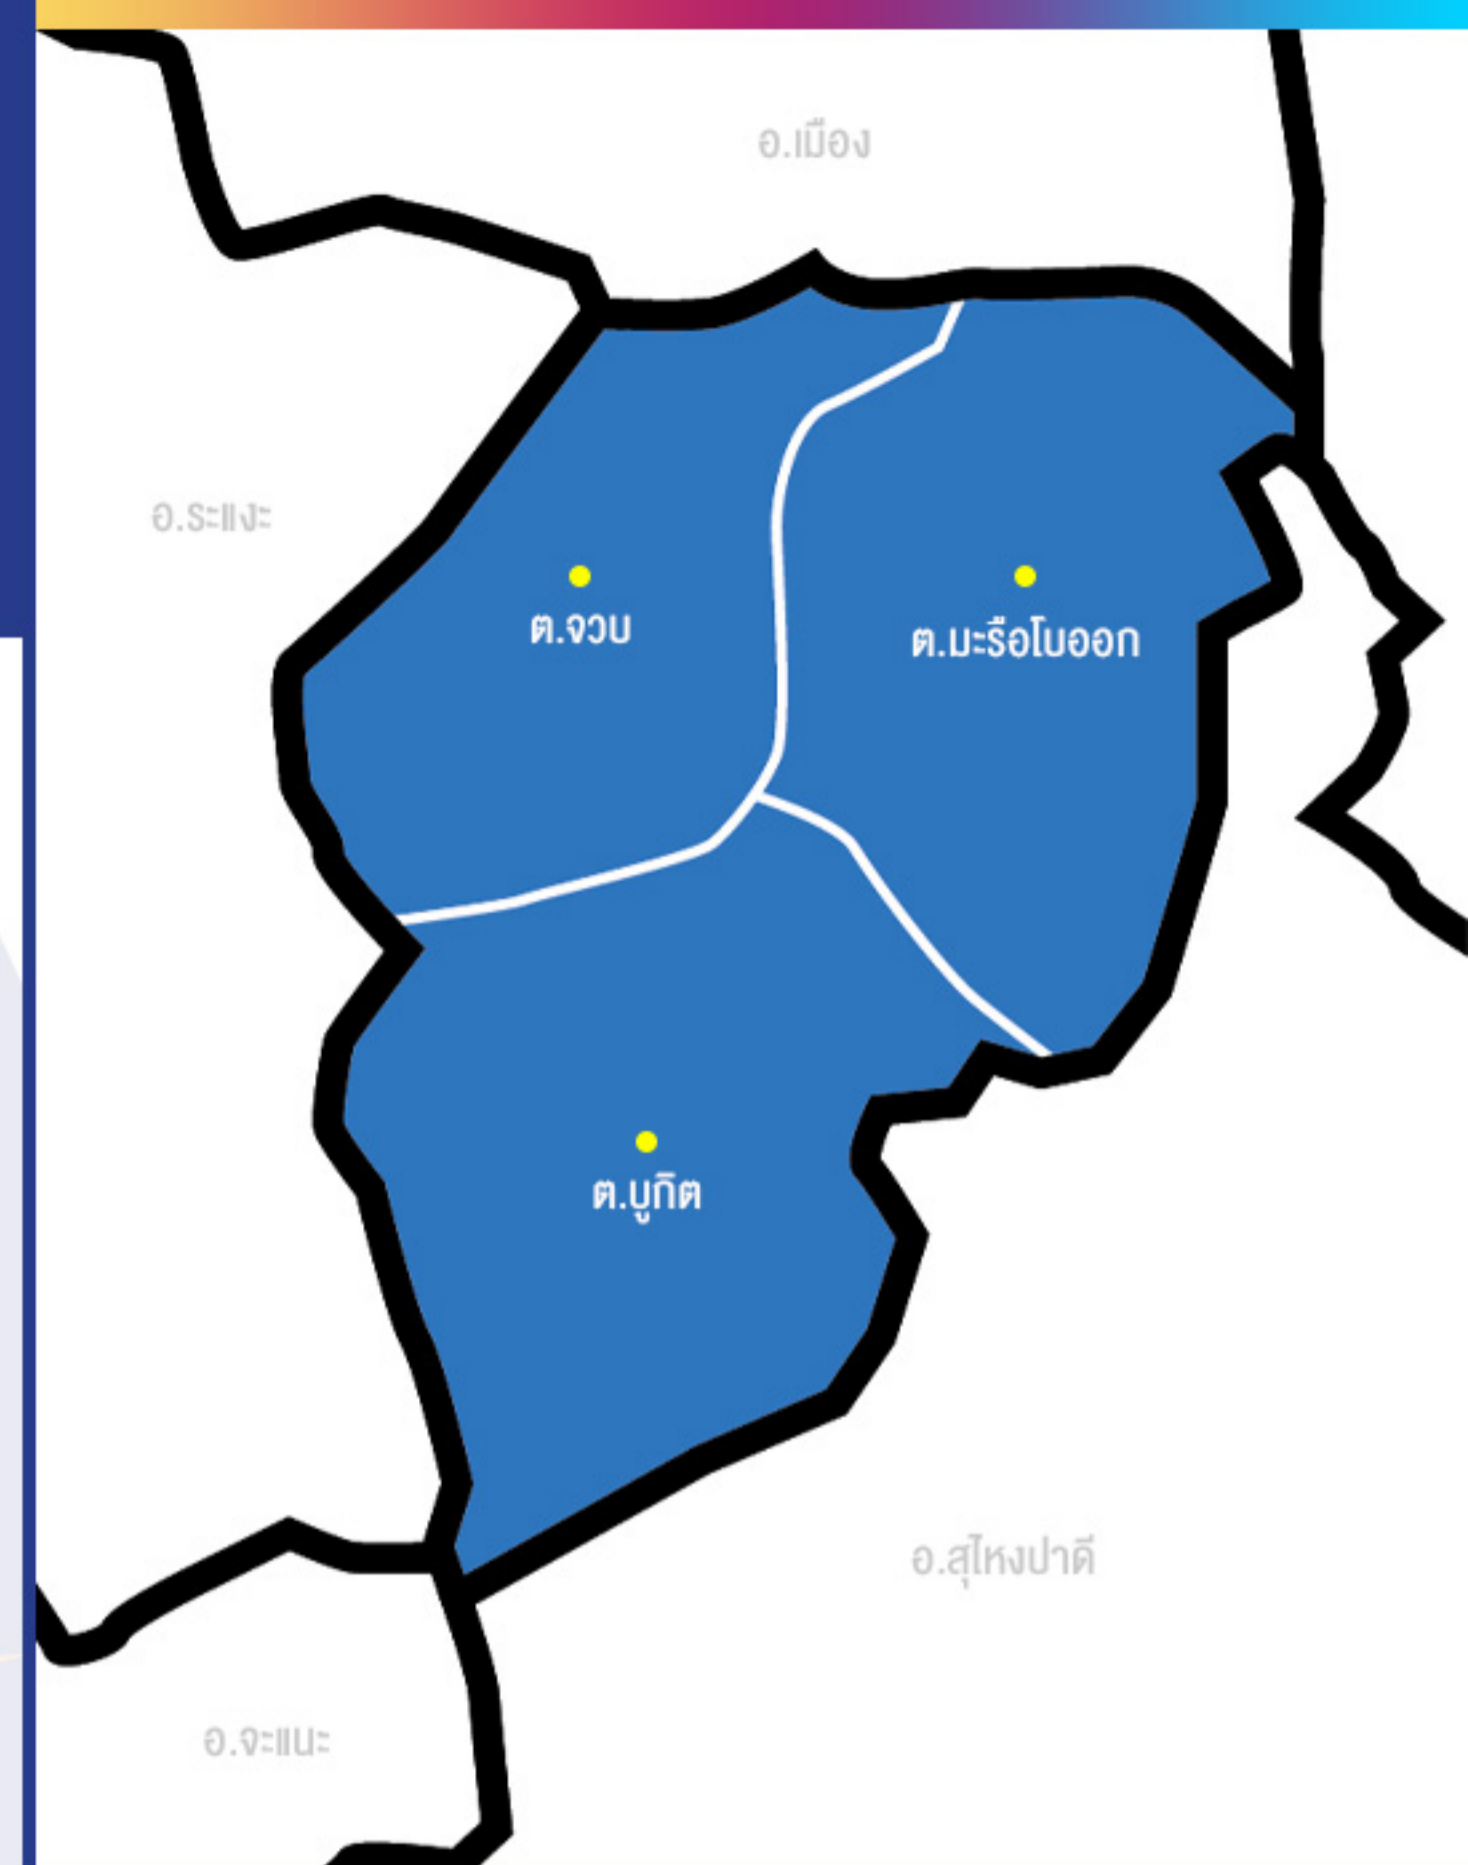 อ.เมือง
อ.ระแงะ
ต.จวบ
ต.มะรือโบออก
ต.บูกิต
อ.สุไหงปาดี
อ.จะแนะ